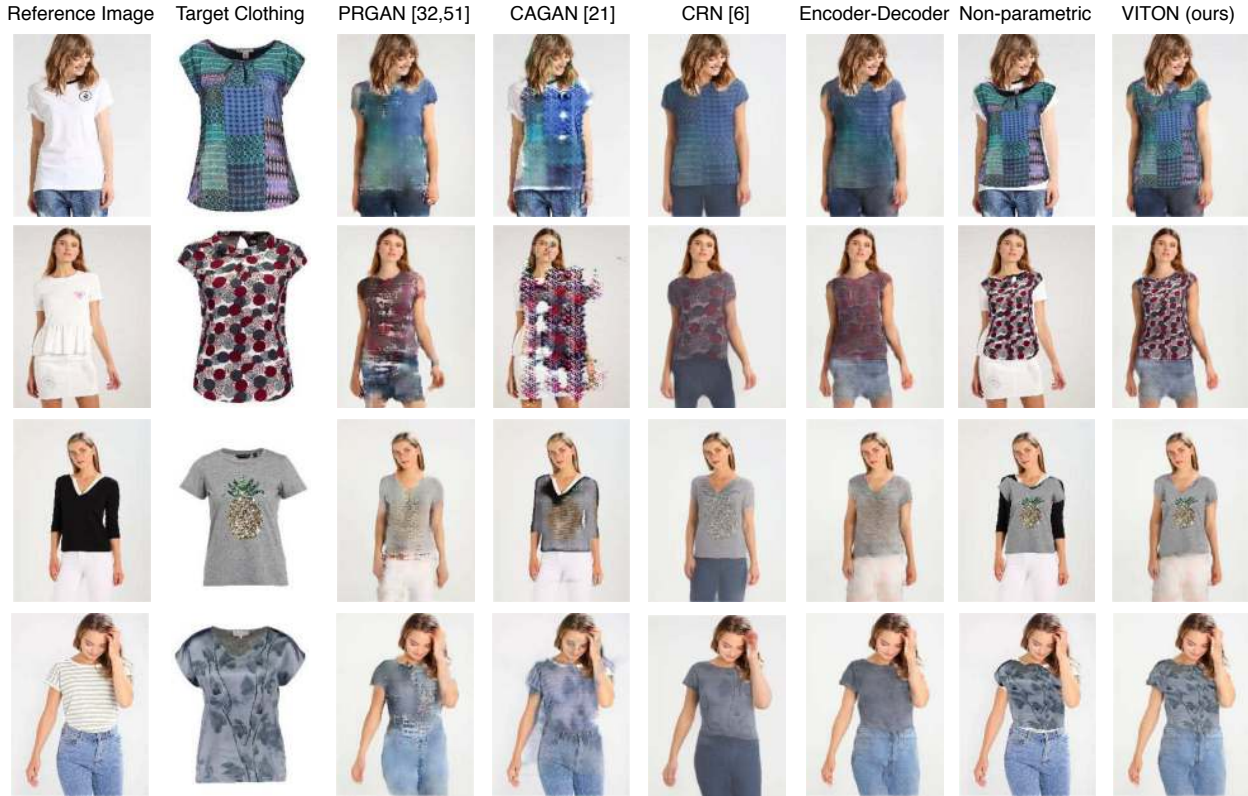 Reference Image Target Clothing PRGAN [32,51] CAGAN [21] CRN [6] Encoder-Decoder Non-parametric VITON (ours)